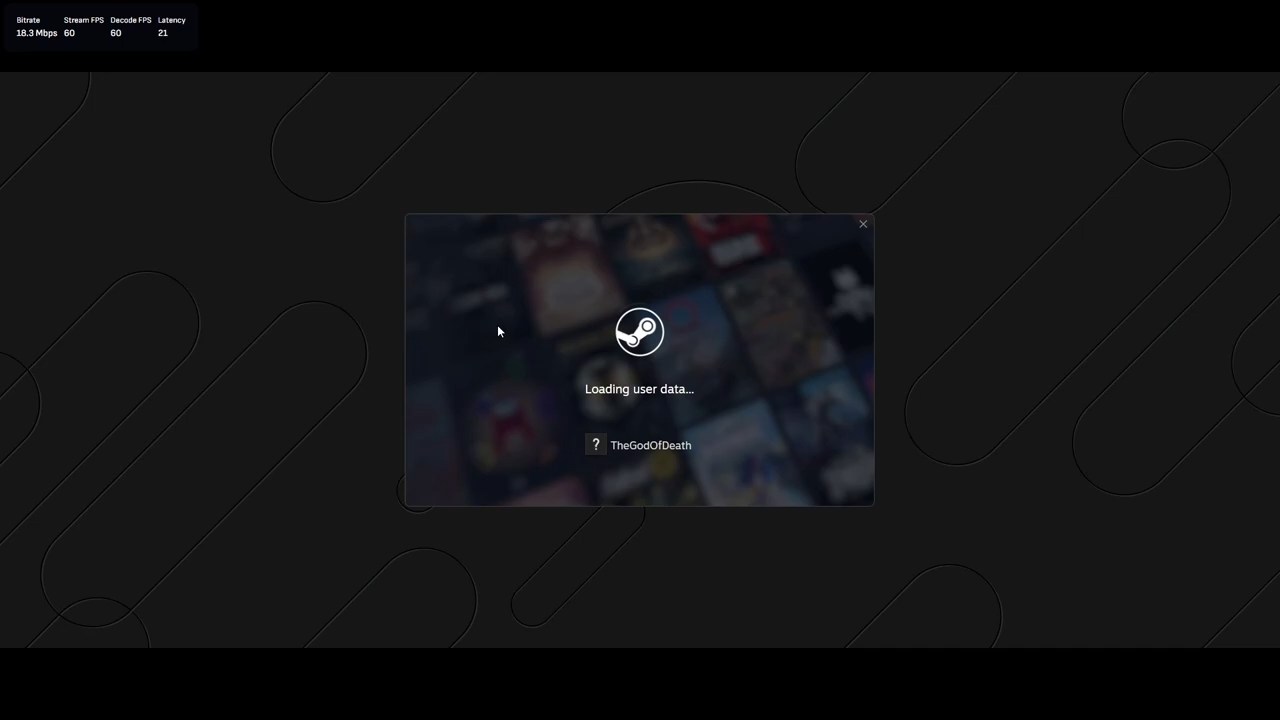 Bitrate Stream FPS Decode FPS Latency
18.3 Mbps 60 60 21
Loading user data...
? TheGodOfDeath